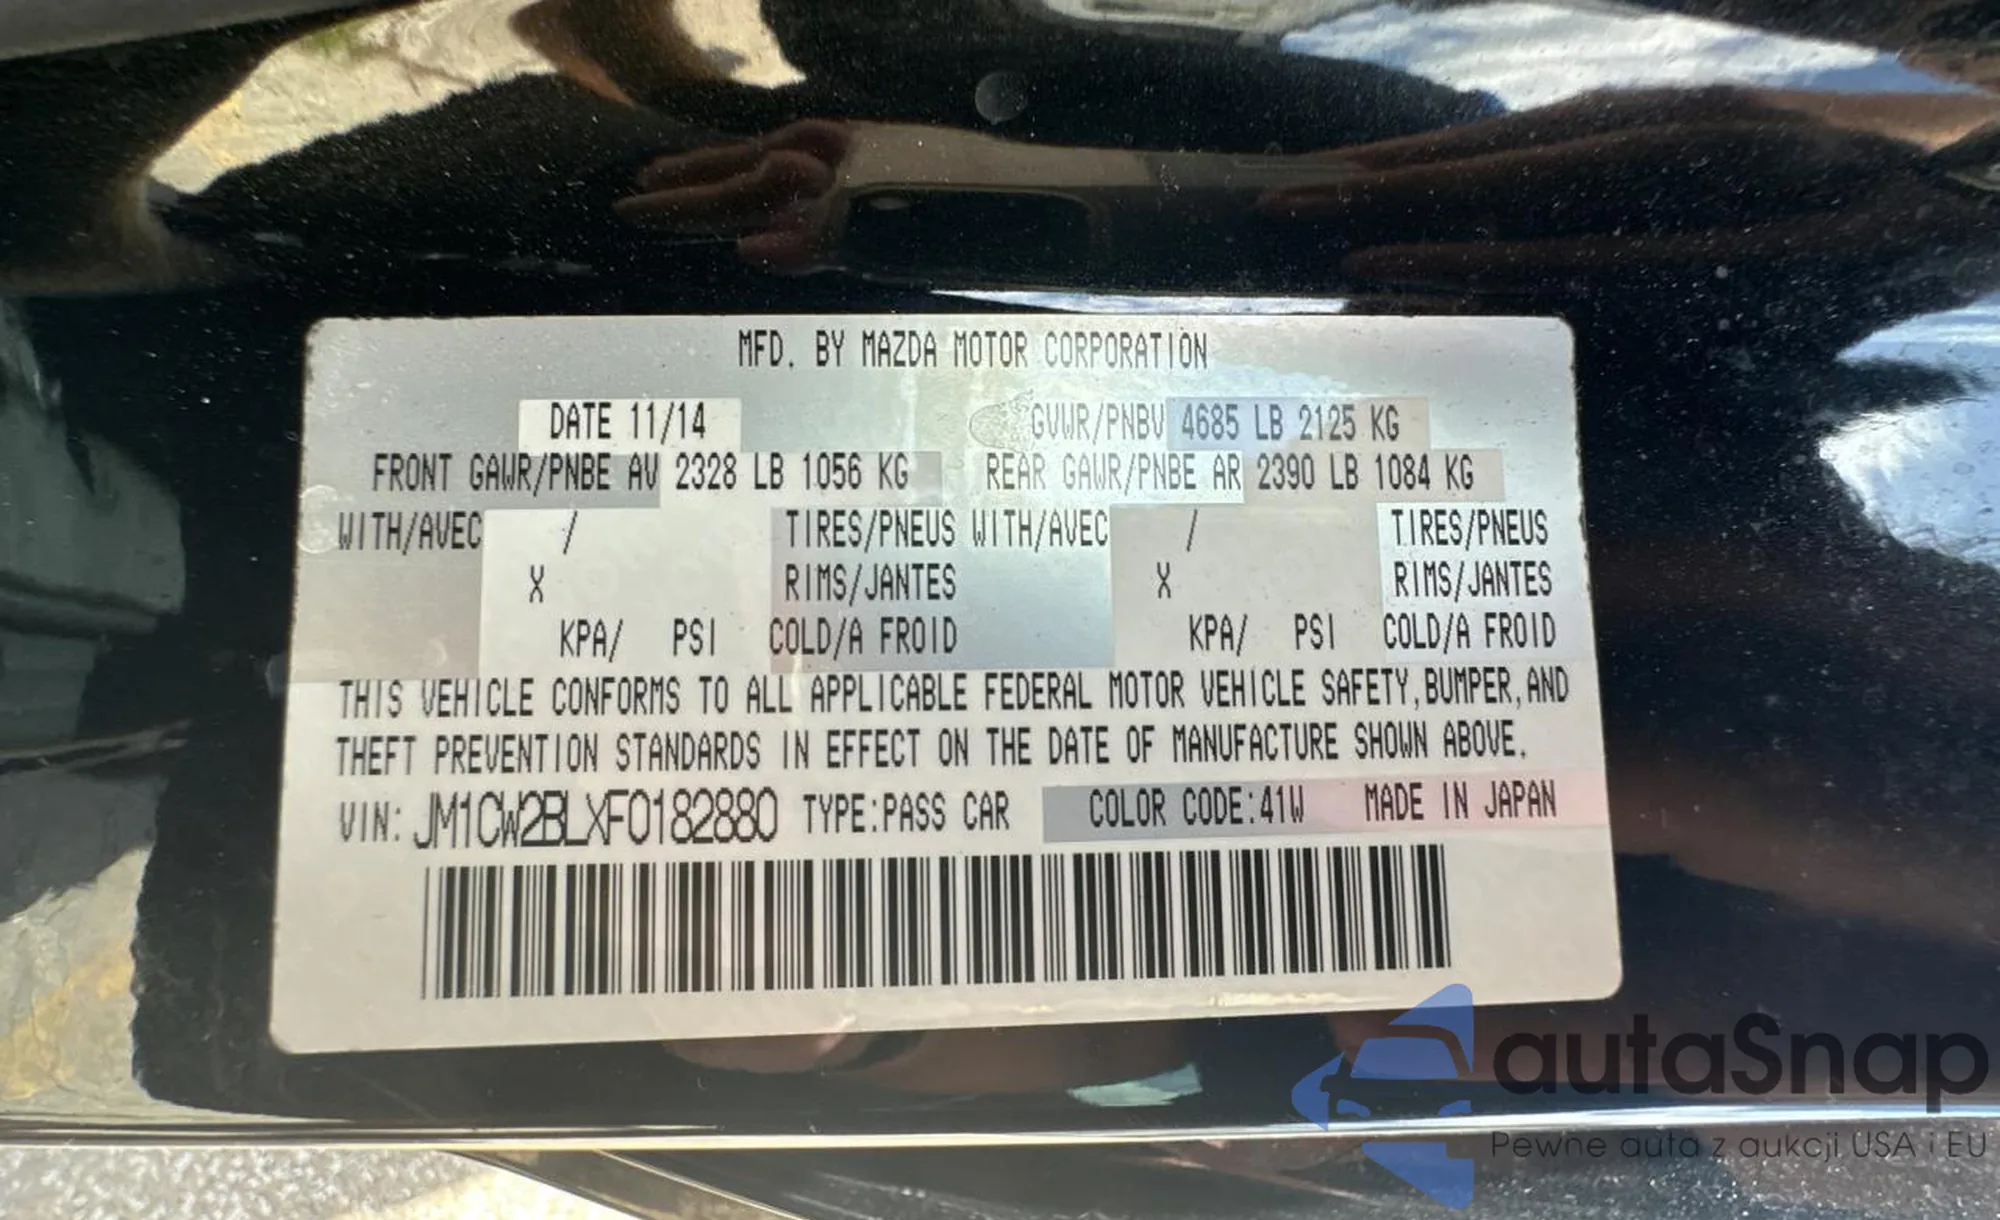 MFD. BY MAZDA MOTOR CORPORATION
DATE 11/14 GVWR/PNBV 4685 LB 2125 KG
FRONT GAWR/PNBE AV 2328 LB 1056 KG REAR GAWR/PNBE AR 2390 LB 1084 KG
WITH/AVEC / TIRES/PNEUS WITH/AVEC / TIRES/PNEUS
X RIMS/JANTES X RIMS/JANTES
KPA/ PSI COLD/A FROID KPA/ PSI COLD/A FROID
THIS VEHICLE CONFORMS TO ALL APPLICABLE FEDERAL MOTOR VEHICLE SAFETY, BUMPER, AND
THEFT PREVENTION STANDARDS IN EFFECT ON THE DATE OF MANUFACTURE SHOWN ABOVE.
VIN: JM1CW2BLXF0182880 TYPE:PASS CAR COLOR CODE:41W MADE IN JAPAN
autaSnap
Pewne auta z aukcji USA i EU